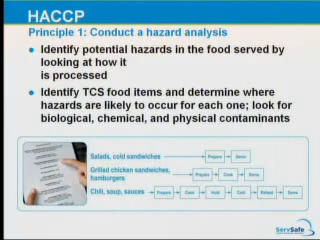 HACCP
Principle 1: Conduct a hazard analysis
Identify potential hazards in the food served by
looking at how it
is processed
Identify TCS food items and determine where
hazards are likely to occur for each one; look for
biological, chemical, and physical contaminants
Salads, cold sandwiches Prepare Serve
Grilled chicken sandwiches,
hamburgers Prepare Cook Serve
Chili, soup, sauces Prepare Cook Hold Cool Reheat Serve
ServSafe